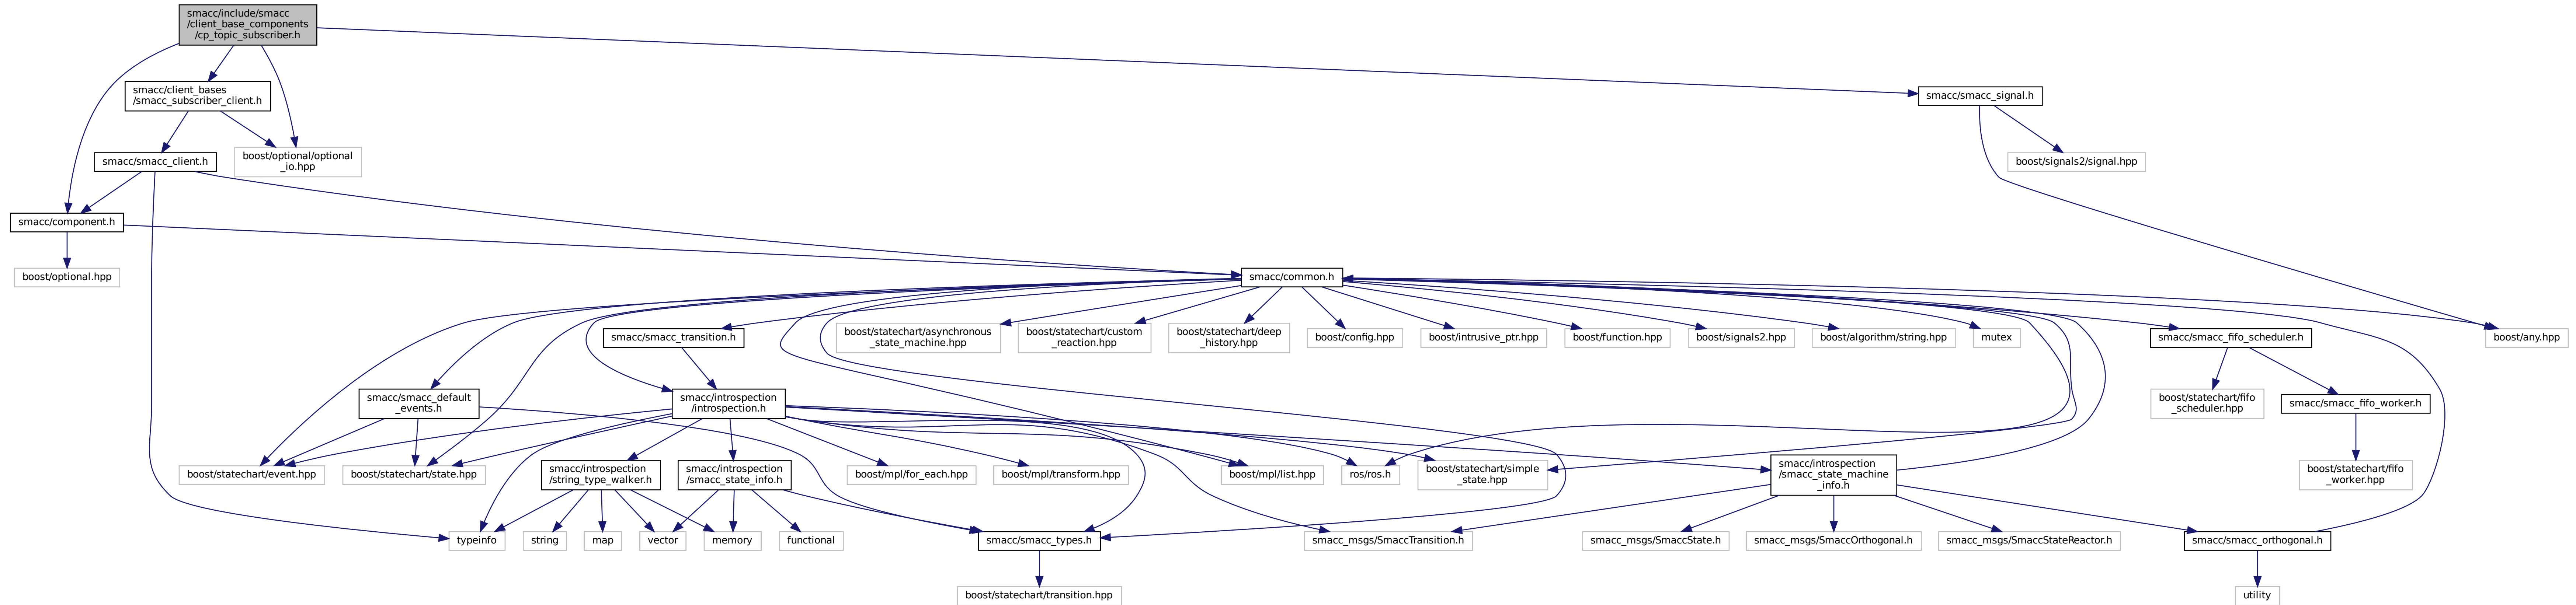 smacc/include/smacc
/client_base_components
/cp_topic_subscriber.h
smacc/client_bases
/smacc_subscriber_client.h
smacc/smacc_signal.h
smacc/smacc_client.h
boost/optional/optional
_io.hpp
boost/signals2/signal.hpp
smacc/component.h
boost/optional.hpp
smacc/common.h
smacc/smacc_transition.h
boost/statechart/asynchronous
_state_machine.hpp
boost/statechart/custom
_reaction.hpp
boost/statechart/deep
_history.hpp
boost/config.hpp
boost/intrusive_ptr.hpp
boost/function.hpp
boost/signals2.hpp
boost/algorithm/string.hpp
mutex
smacc/smacc_fifo_scheduler.h
boost/any.hpp
smacc/smacc_default
_events.h
smacc/introspection
/introspection.h
boost/statechart/fifo
_scheduler.hpp
smacc/smacc_fifo_worker.h
boost/statechart/event.hpp
boost/statechart/state.hpp
smacc/introspection
/string_type_walker.h
smacc/introspection
/smacc_state_info.h
boost/mpl/for_each.hpp
boost/mpl/transform.hpp
boost/mpl/list.hpp
ros/ros.h
boost/statechart/simple
_state.hpp
smacc/introspection
/smacc_state_machine
_info.h
boost/statechart/fifo
_worker.hpp
typeinfo
string
map
vector
memory
functional
smacc/smacc_types.h
smacc_msgs/SmaccTransition.h
smacc_msgs/SmaccState.h
smacc_msgs/SmaccOrthogonal.h
smacc_msgs/SmaccStateReactor.h
smacc/smacc_orthogonal.h
boost/statechart/transition.hpp
utility